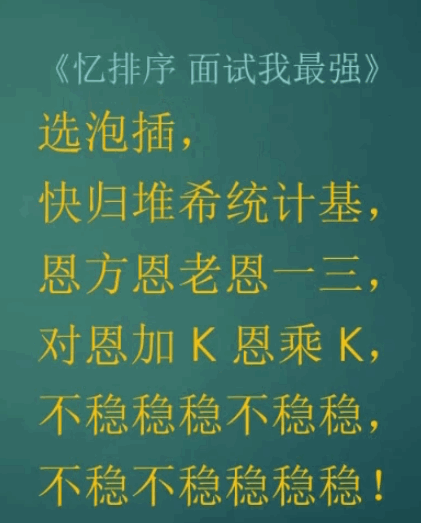 《忆排序 面试我最强》
选泡插，
快归堆希统计基，
恩方恩老恩一三，
对恩加 K 恩乘 K，
不稳稳稳不稳稳，
不稳不稳稳稳稳！